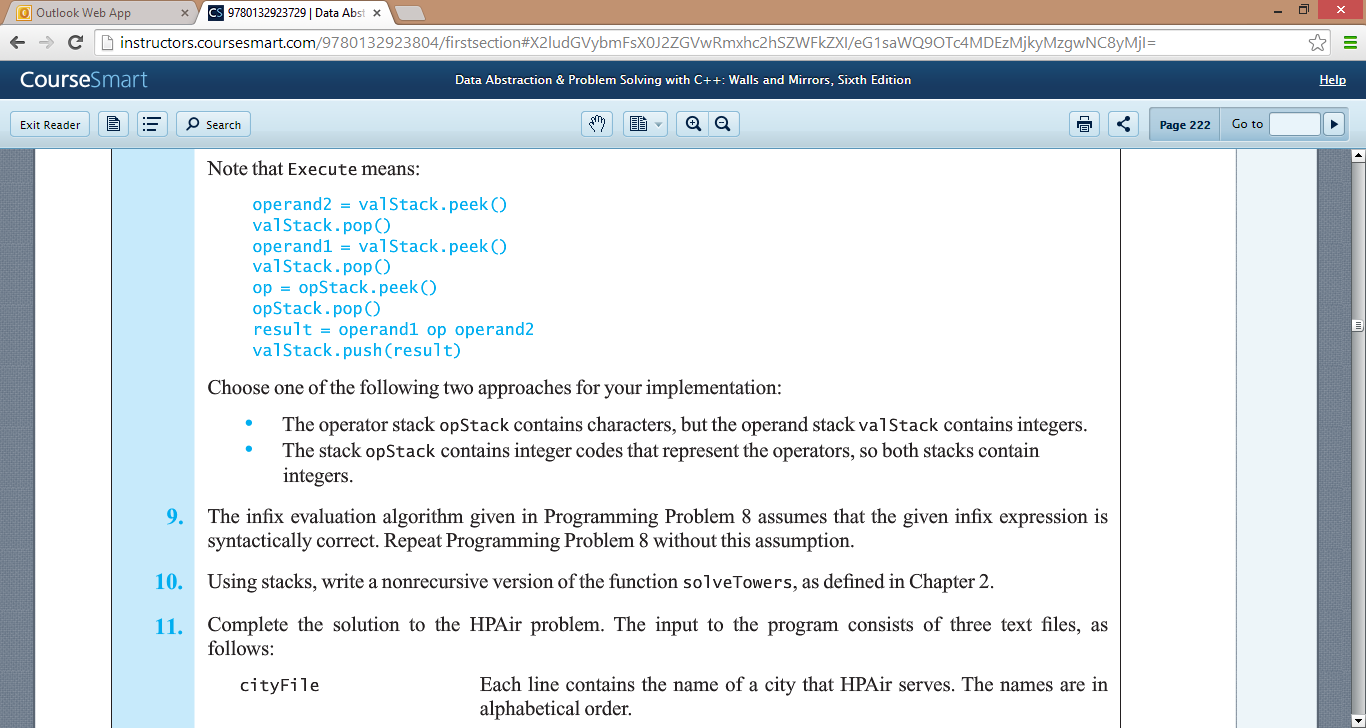 Outlook Web App
CS 9780132923729 | Data Abst
instructors.coursesmart.com/9780132923804/firstsection#X2ludGVybmFsX0J2ZGVwRmxhc2hSZWFkZXI/eG1saWQ9OTc4MDEzMjkyMzgwNC8yMjI=
CourseSmart
Data Abstraction & Problem Solving with C++: Walls and Mirrors, Sixth Edition
Help
Exit Reader
Search
Page 222
Go to
Note that Execute means:
operand2 = valStack.peek()
valStack.pop()
operand1 = valStack.peek()
valStack.pop()
op = opStack.peek()
opStack.pop()
result = operand1 op operand2
valStack.push(result)
Choose one of the following two approaches for your implementation:
• The operator stack opStack contains characters, but the operand stack valStack contains integers.
• The stack opStack contains integer codes that represent the operators, so both stacks contain
integers.
9. The infix evaluation algorithm given in Programming Problem 8 assumes that the given infix expression is
syntactically correct. Repeat Programming Problem 8 without this assumption.
10. Using stacks, write a nonrecursive version of the function solveTowers, as defined in Chapter 2.
11. Complete the solution to the HPAir problem. The input to the program consists of three text files, as
follows:
cityFile Each line contains the name of a city that HPAir serves. The names are in
alphabetical order.